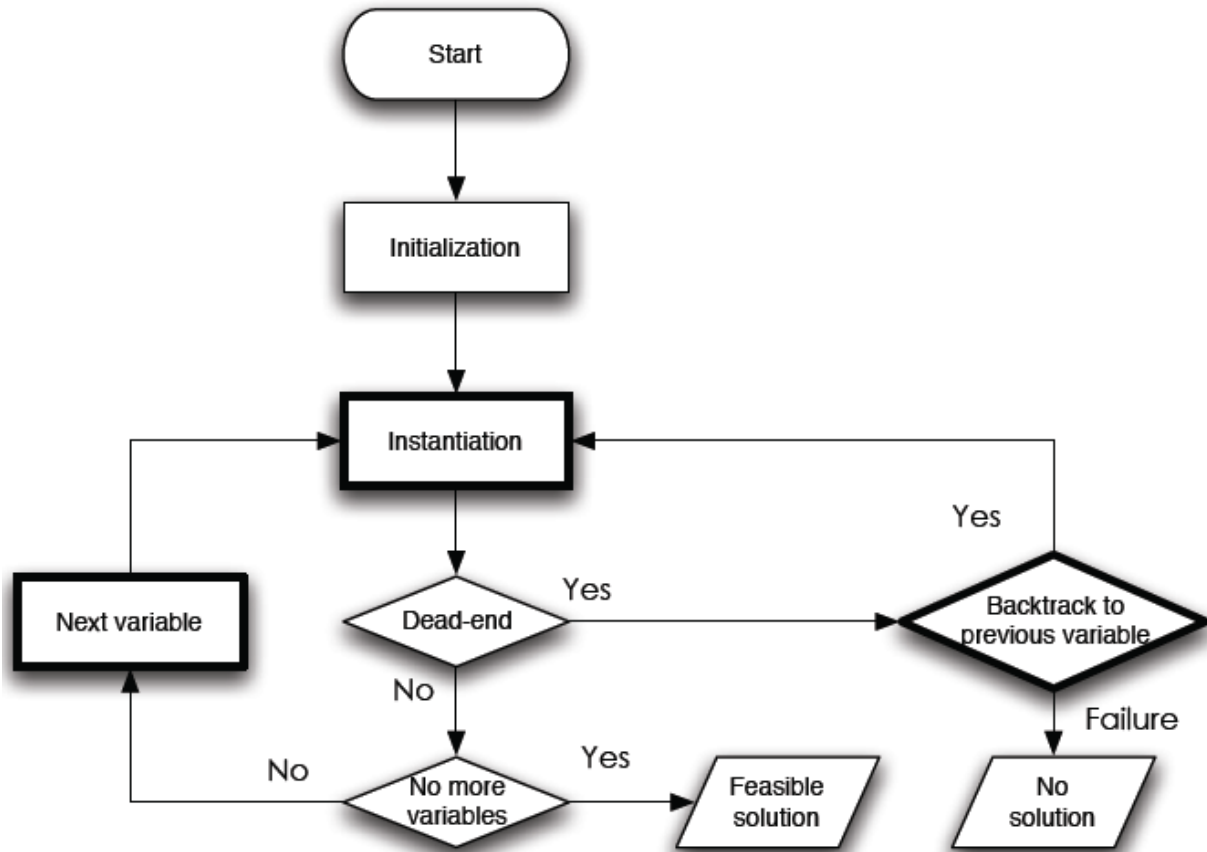 Start
Initialization
Instantiation
Yes
Next variable
Dead-end
Yes
Backtrack to
previous variable
No
Failure
No
No more
variables
Yes
Feasible
solution
No
solution